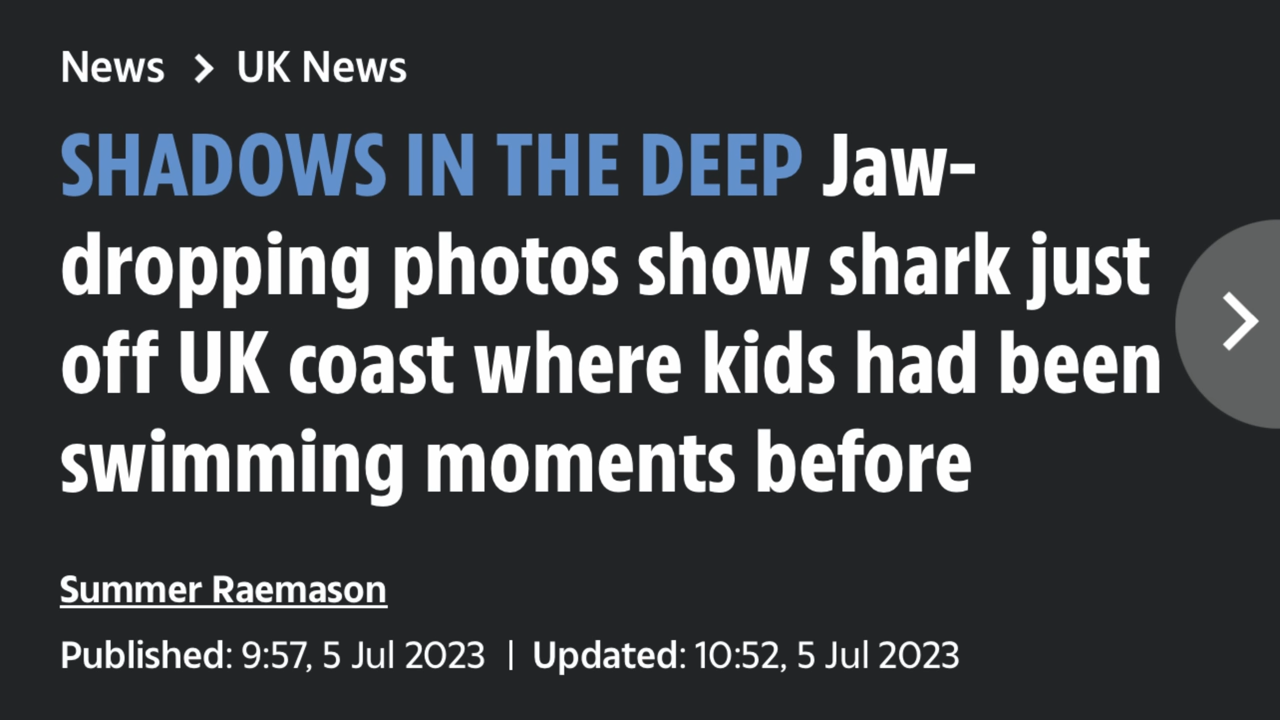 News > UK News
SHADOWS IN THE DEEP Jaw-
dropping photos show shark just
off UK coast where kids had been
swimming moments before
Summer Raemason
Published: 9:57, 5 Jul 2023 | Updated: 10:52, 5 Jul 2023